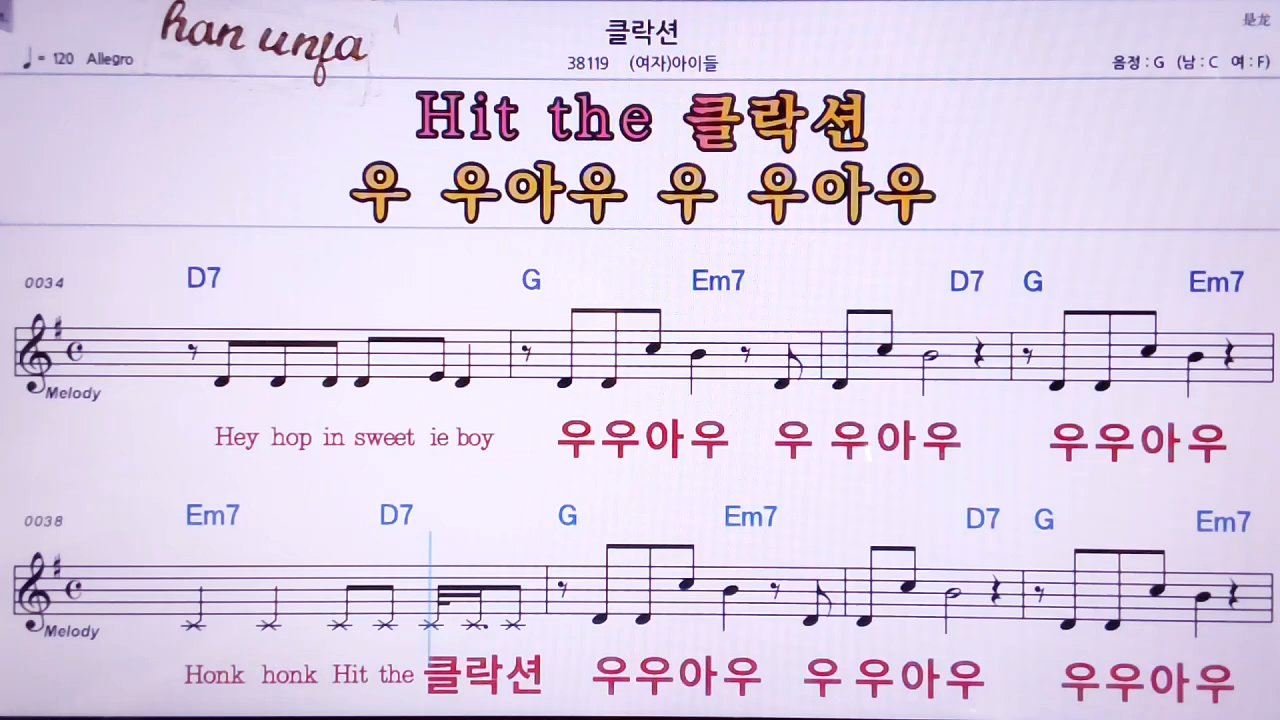 han unja
클락션
是龙
♩= 120 Allegro
38119 (여자)아이들
음정 : G (남 : C 여 : F)
Hit the 클락션
우 우아우 우 우아우
0034 D7 G Em7 D7 G Em7
Melody
Hey hop in sweet ie boy 우우아우 우 우아우 우우아우
0038 Em7 D7 G Em7 D7 G Em7
Melody
Honk honk Hit the 클락션 우우아우 우 우아우 우우아우